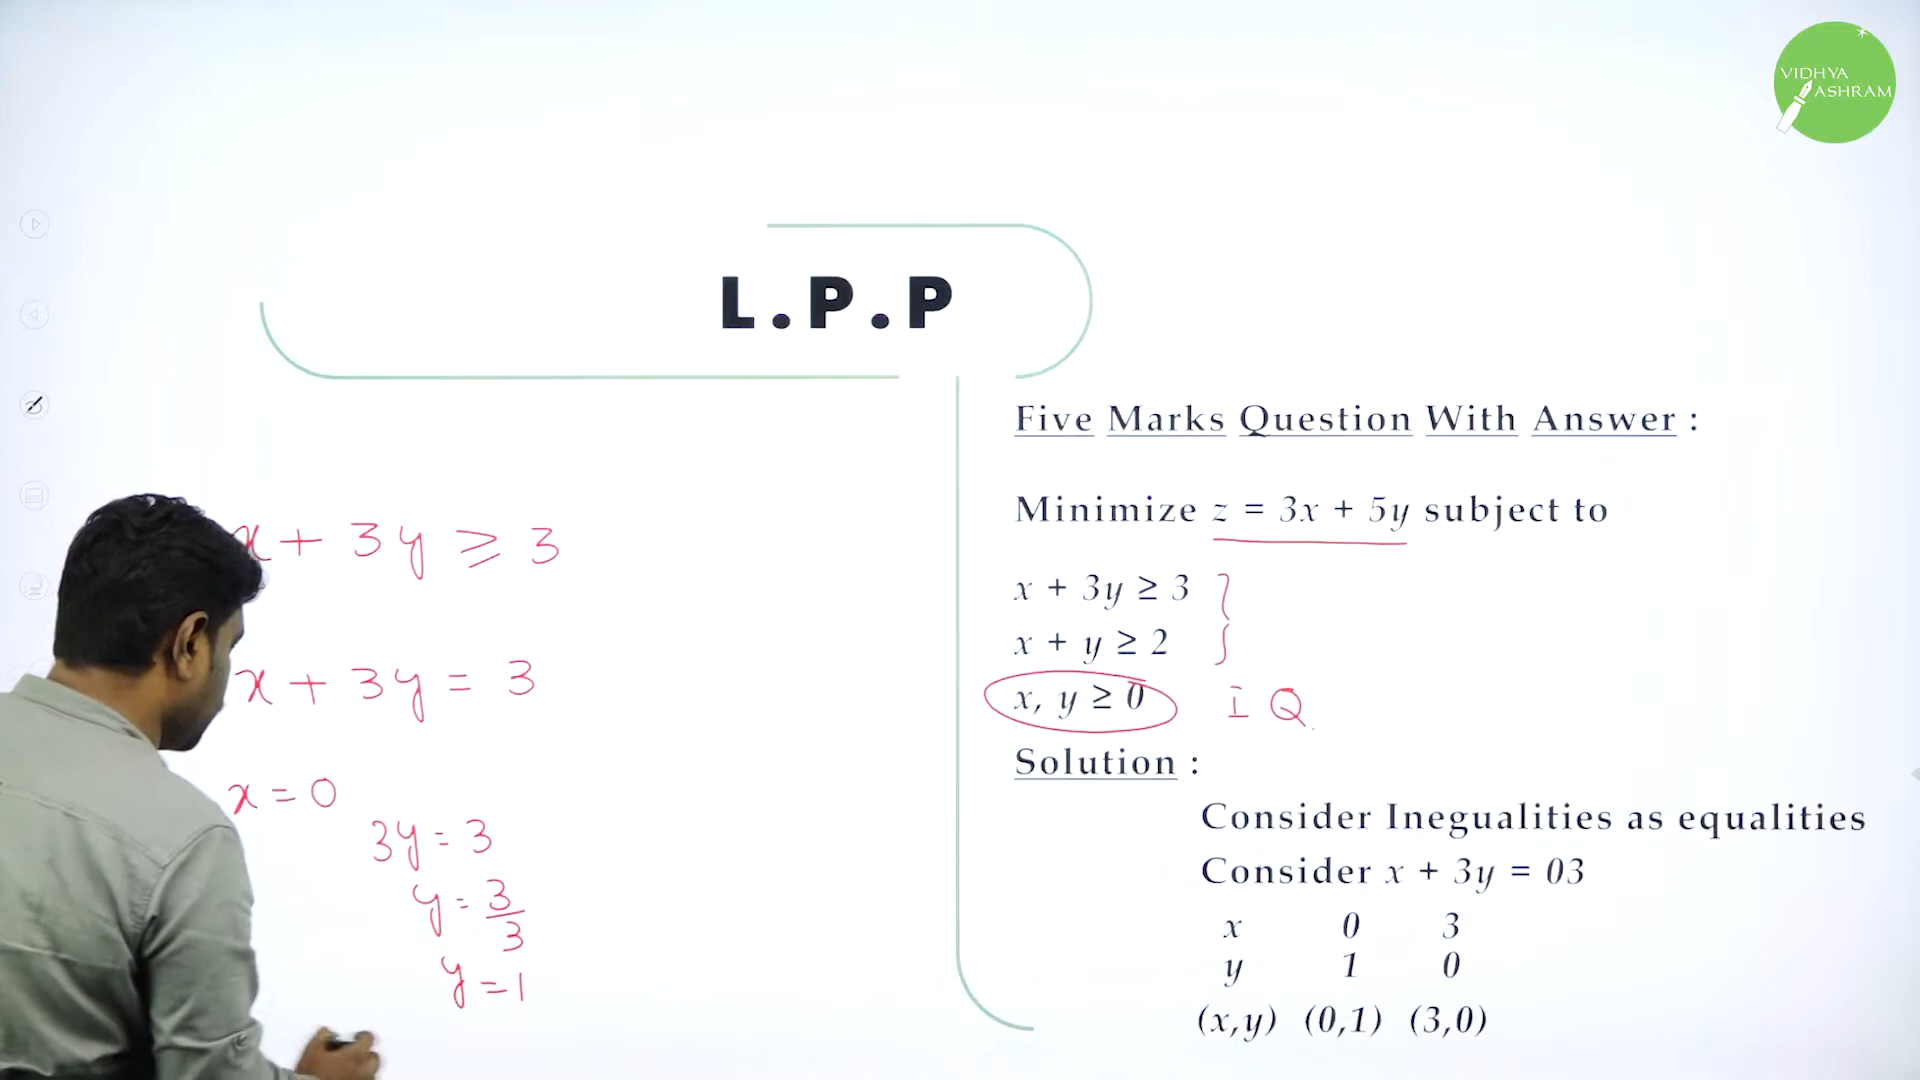 VIDHYA
ASHRAM
L.P.P
Five Marks Question With Answer :
Minimize z = 3x + 5y subject to
x + 3y ≥ 3
x + y ≥ 2
x, y ≥ 0 I Q
Solution :
Consider Inegualities as equalities
Consider x + 3y = 03
x 0 3
y 1 0
(x,y) (0,1) (3,0)
x + 3y ≥ 3
x + 3y = 3
x = 0
3y = 3
y = 3/3
y = 1